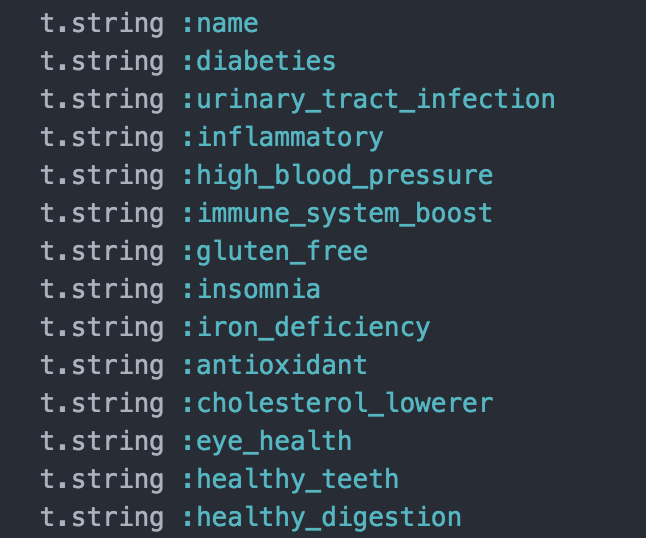 t.string :name
t.string :diabeties
t.string :urinary_tract_infection
t.string :inflammatory
t.string :high_blood_pressure
t.string :immune_system_boost
t.string :gluten_free
t.string :insomnia
t.string :iron_deficiency
t.string :antioxidant
t.string :cholesterol_lowerer
t.string :eye_health
t.string :healthy_teeth
t.string :healthy_digestion